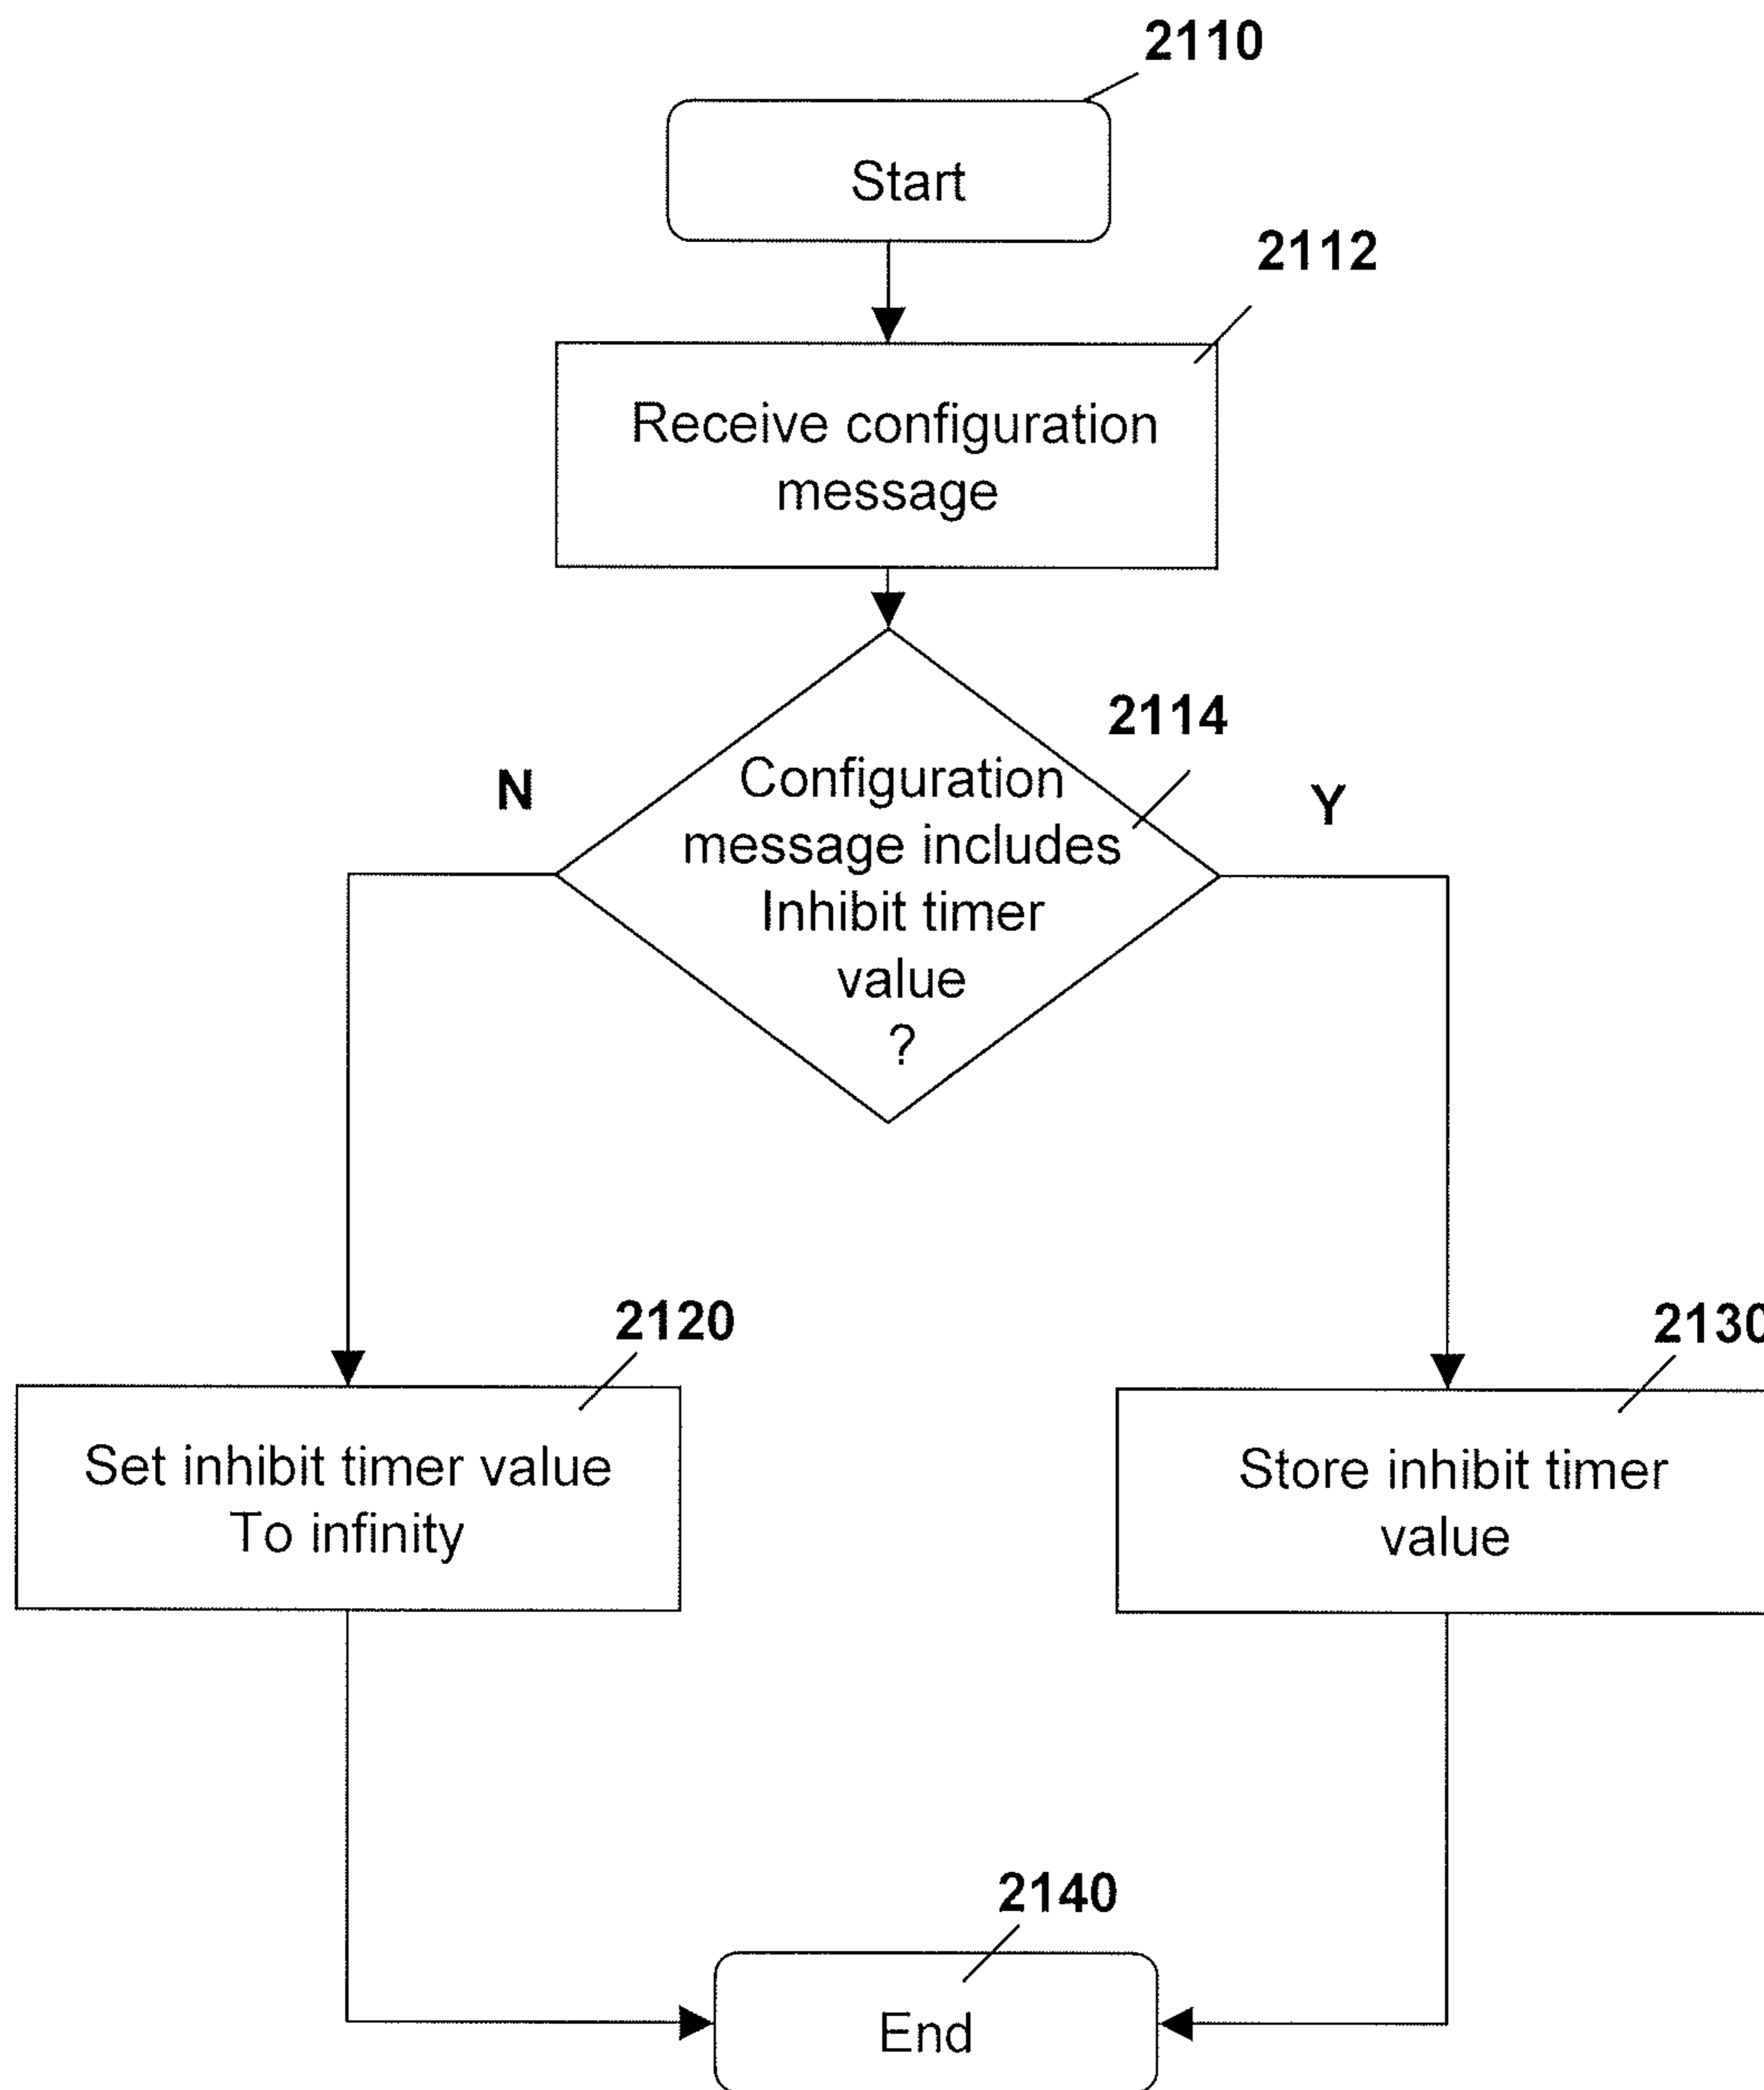 2110
Start
2112
Receive configuration
message
2114
N
Y
Configuration
message includes
Inhibit timer
value
?
2120
2130
Set inhibit timer value
To infinity
Store inhibit timer
value
2140
End